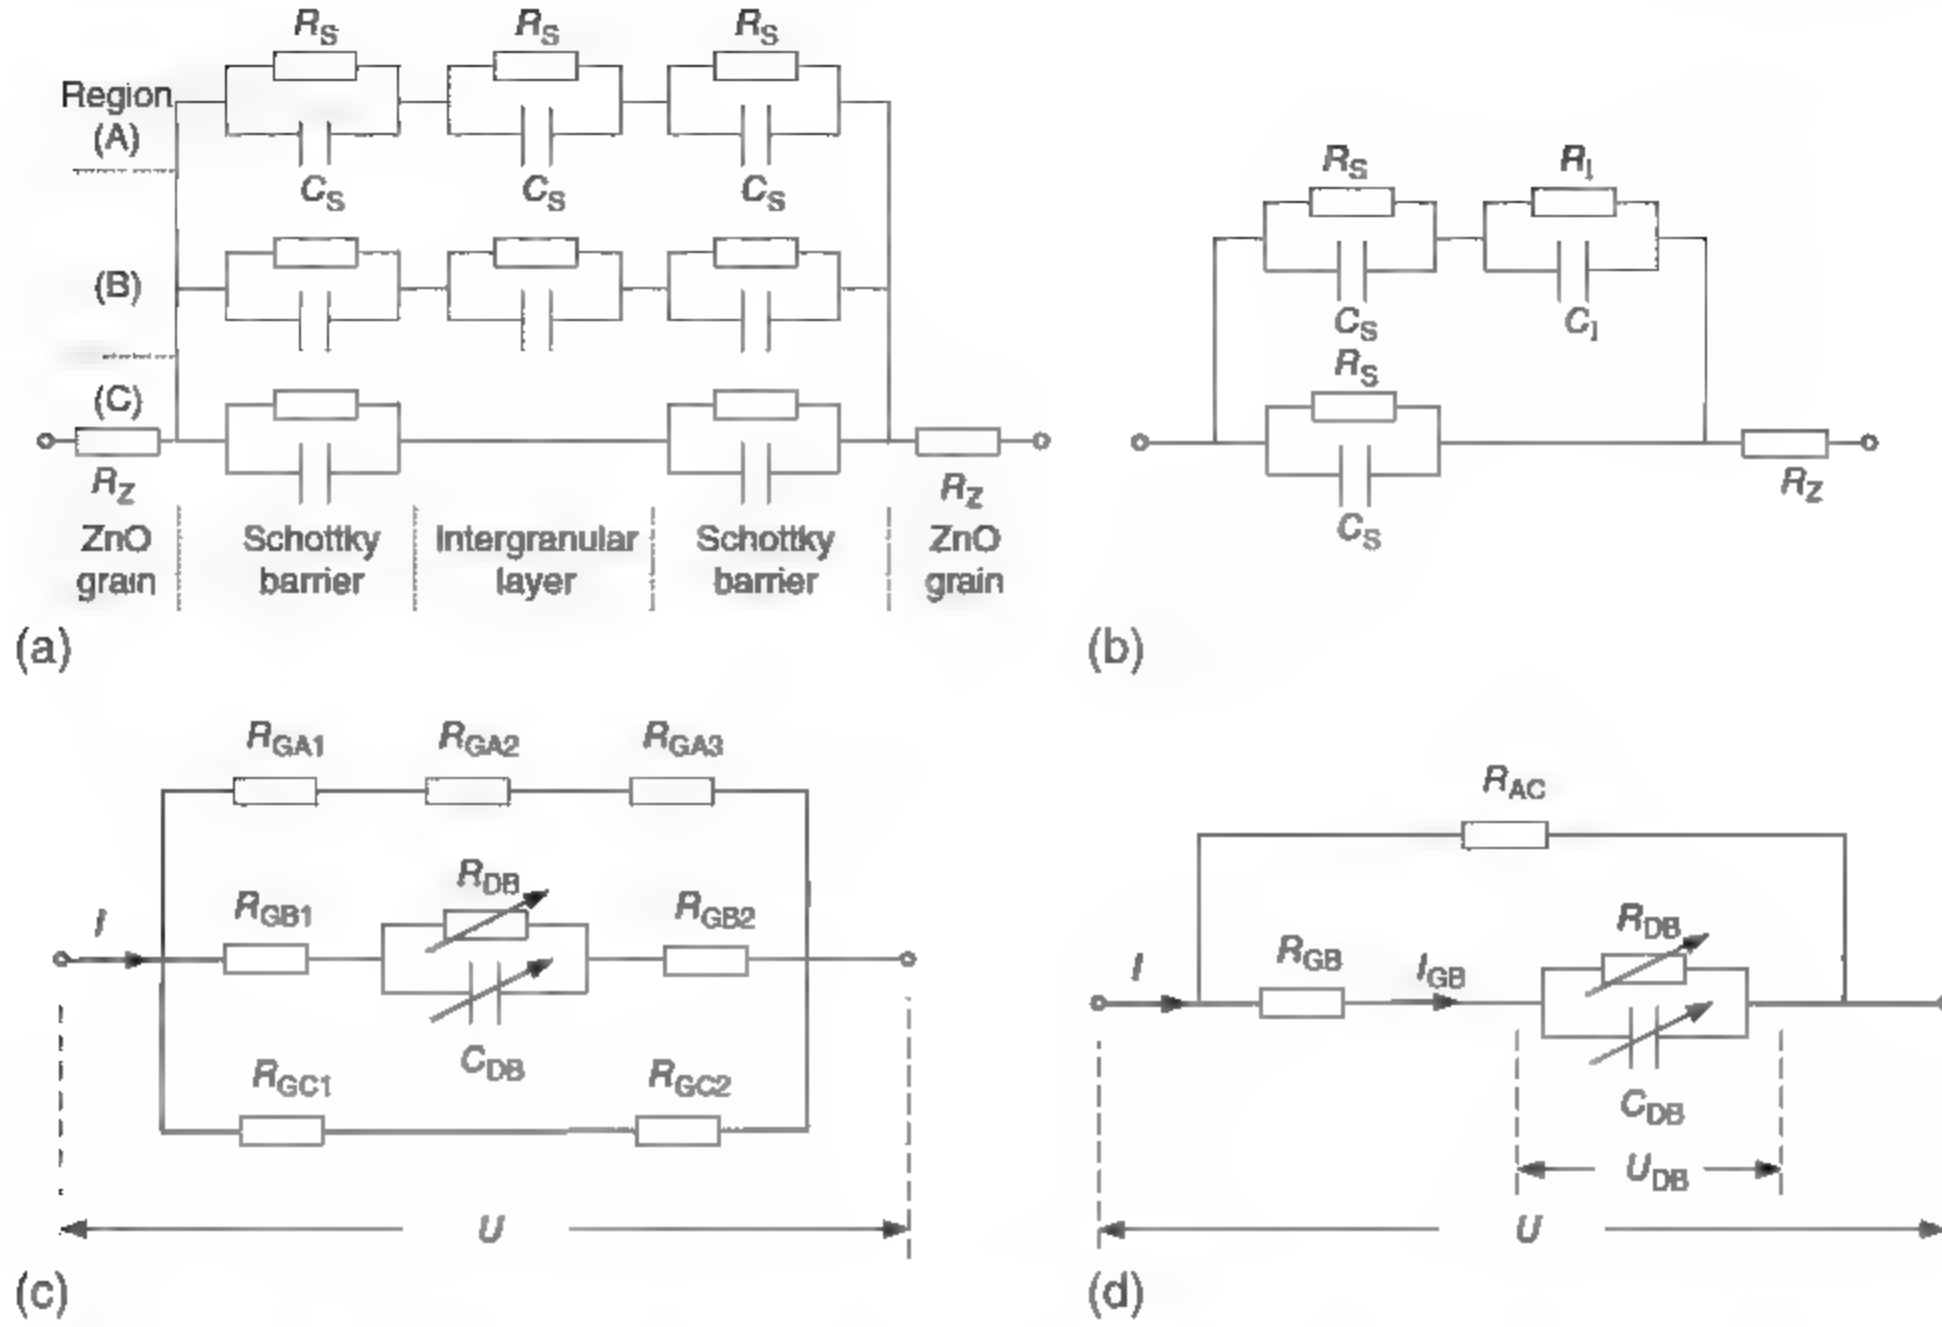 R_S R_S R_S
Region
(A)
C_S C_S C_S
(B)
(C)
R_Z R_Z
ZnO grain
Schottky barrier
Intergranular layer
Schottky barrier
ZnO grain
(a)
R_S R_I
C_S C_I
R_S
C_S
R_Z
(b)
R_GA1 R_GA2 R_GA3
R_DB
I R_GB1 R_GB2
C_DB
R_GC1 R_GC2
U
(c)
R_AC
R_DB
I R_GB I_GB
C_DB
U_DB
U
(d)